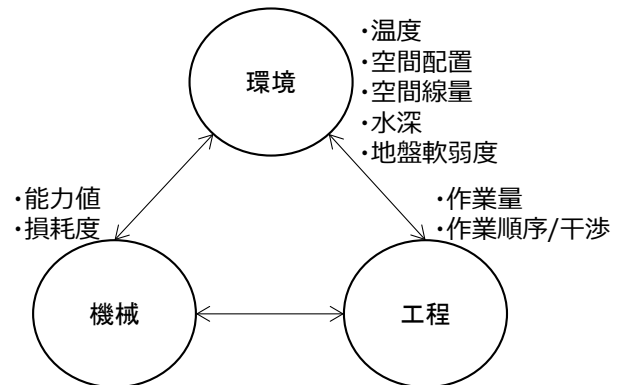 ・温度
・空間配置
・空間線量
・水深
・地盤軟弱度
環境
・能力値
・損耗度
・作業量
・作業順序/干渉
機械
工程